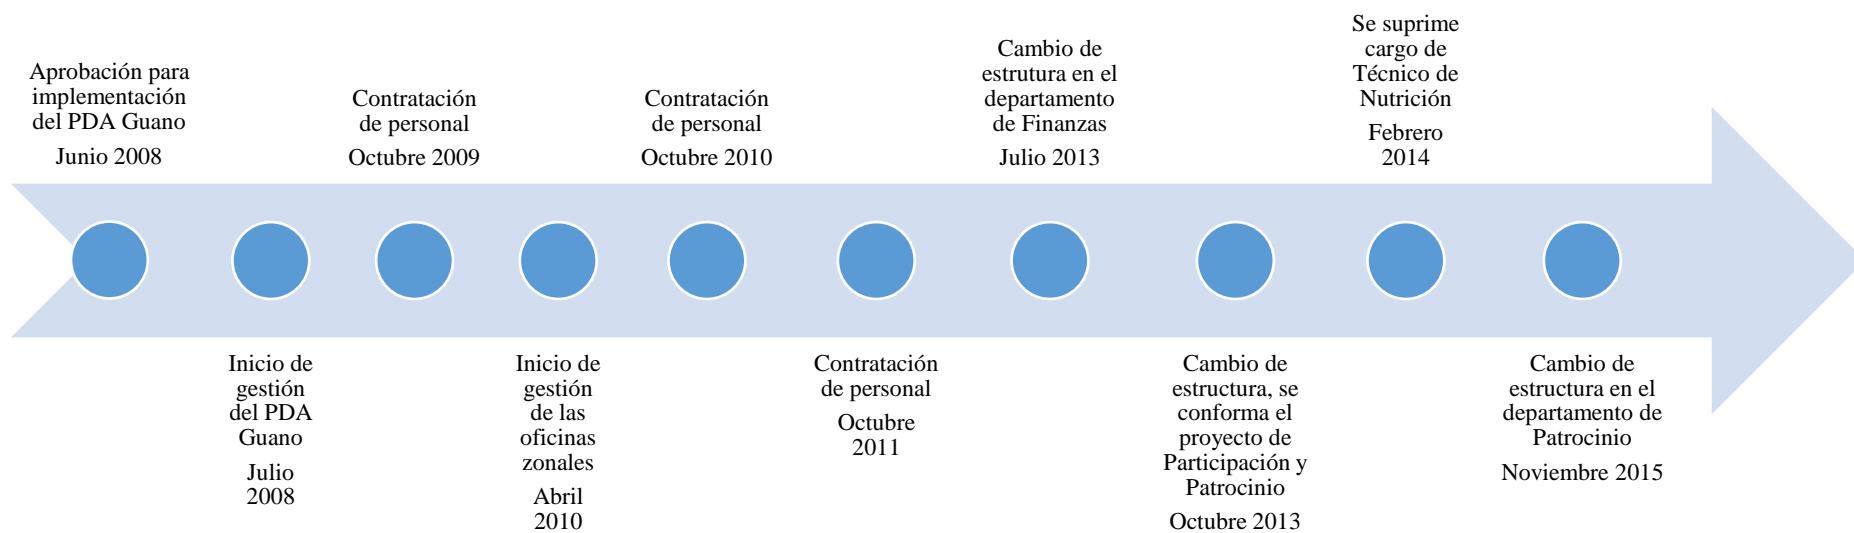 Aprobación para
implementación
del PDA Guano
Junio 2008
Inicio de
gestión
del PDA
Guano
Julio
2008
Contratación
de personal
Octubre 2009
Inicio de
gestión
de las
oficinas
zonales
Abril
2010
Contratación
de personal
Octubre 2010
Contratación
de personal
Octubre
2011
Cambio de
estrutura en el
departamento
de Finanzas
Julio 2013
Cambio de
estructura, se
conforma el
proyecto de
Participación y
Patrocinio
Octubre 2013
Se suprime
cargo de
Técnico de
Nutrición
Febrero
2014
Cambio de
estructura en el
departamento de
Patrocinio
Noviembre 2015